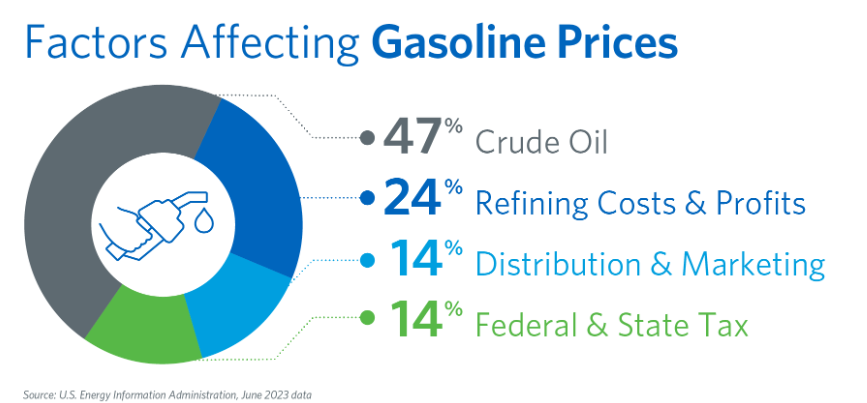 Factors Affecting Gasoline Prices
47% Crude Oil
24% Refining Costs & Profits
14% Distribution & Marketing
14% Federal & State Tax
Source: U.S. Energy Information Administration, June 2023 data